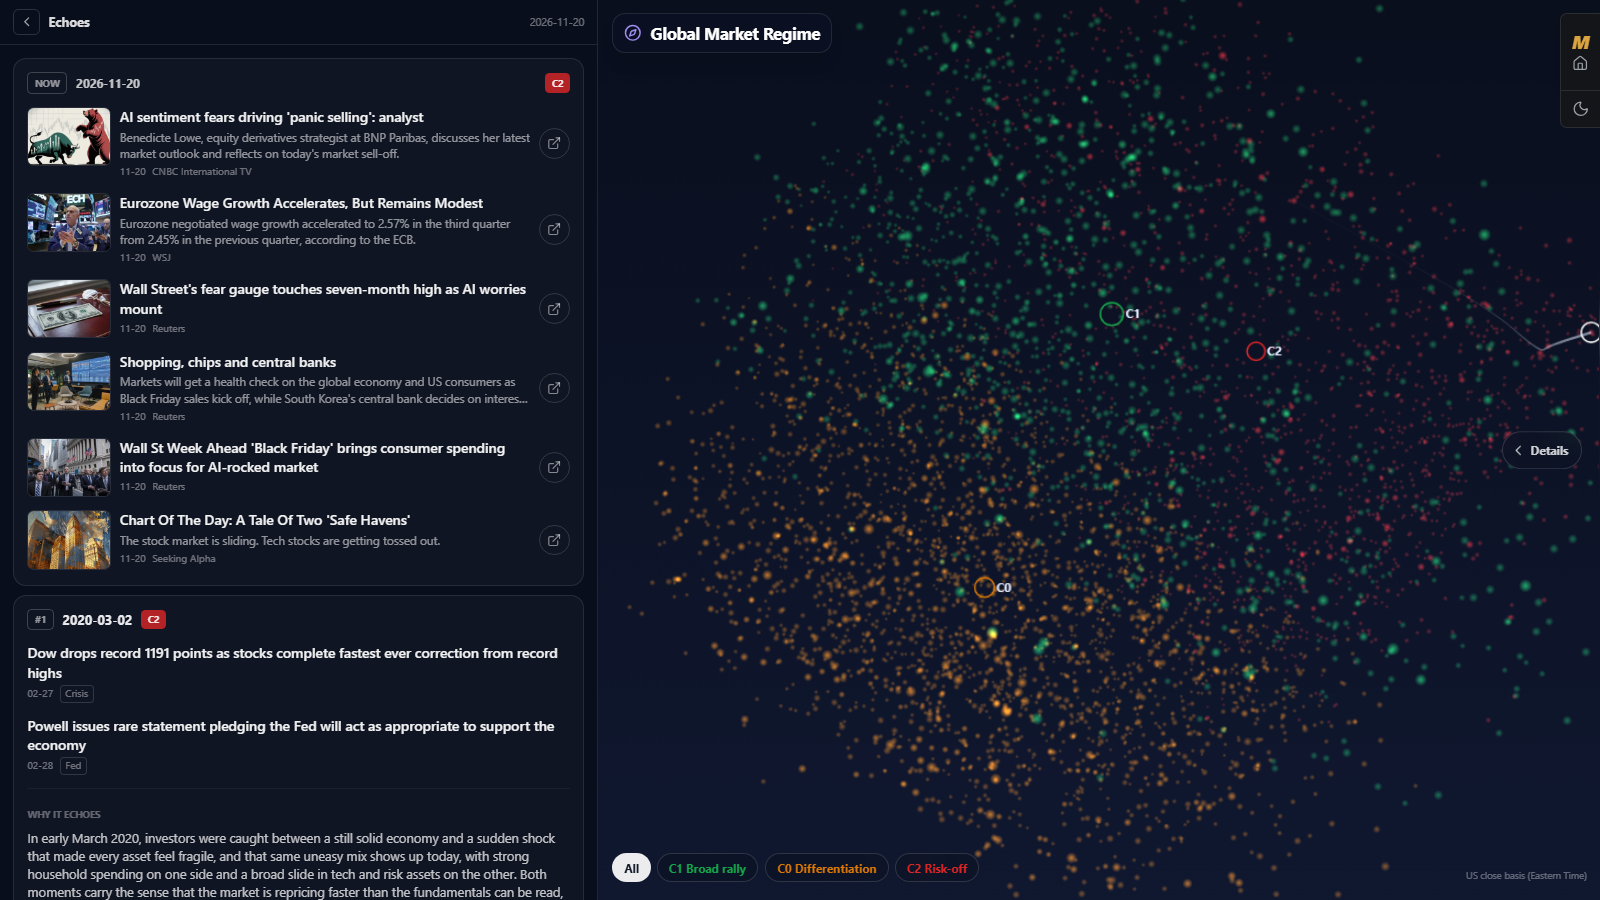 Echoes
2026-11-20
NOW
2026-11-20
C2
AI sentiment fears driving 'panic selling': analyst
Benedicte Lowe, equity derivatives strategist at BNP Paribas, discusses her latest
market outlook and reflects on today's market sell-off.
11-20 CNBC International TV
Eurozone Wage Growth Accelerates, But Remains Modest
Eurozone negotiated wage growth accelerated to 2.57% in the third quarter
from 2.45% in the previous quarter, according to the ECB.
11-20 WSJ
Wall Street's fear gauge touches seven-month high as AI worries
mount
11-20 Reuters
Shopping, chips and central banks
Markets will get a health check on the global economy and US consumers as
Black Friday sales kick off, while South Korea's central bank decides on interes...
11-20 Reuters
Wall St Week Ahead 'Black Friday' brings consumer spending
into focus for AI-rocked market
11-20 Reuters
Chart Of The Day: A Tale Of Two 'Safe Havens'
The stock market is sliding. Tech stocks are getting tossed out.
11-20 Seeking Alpha
#1
2020-03-02
C2
Dow drops record 1191 points as stocks complete fastest ever correction from record
highs
02-27 Crisis
Powell issues rare statement pledging the Fed will act as appropriate to support the
economy
02-28 Fed
WHY IT ECHOES
In early March 2020, investors were caught between a still solid economy and a sudden shock
that made every asset feel fragile, and that same uneasy mix shows up today, with strong
household spending on one side and a broad slide in tech and risk assets on the other. Both
moments carry the sense that the market is repricing faster than the fundamentals can be read,
Global Market Regime
M
C1
C2
C0
Details
All
C1 Broad rally
C0 Differentiation
C2 Risk-off
US close basis (Eastern Time)